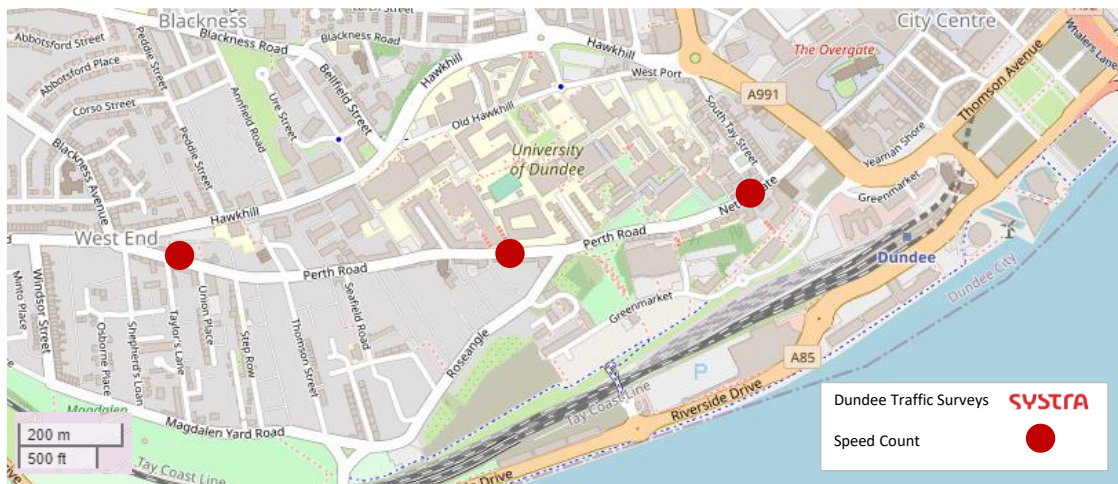 Blackness
City Centre
Abbotsford Street
Peddie Street
Blackness Road
Blackness Road
Hawkhill
Hawkhill
The Overgate
Whalers Lane
Abbotsford Place
Bellfield Street
West Port
Thomson Avenue
A991
Corso Street
Annfield Road
Ure Street
Old Hawkhill
South Tay Street
Blackness Avenue
Peddie Street
University
of Dundee
Yeaman Shore
Greenmarket
Hawkhill
West End
Perth Road
Perth Road
Dundee
Dundee City
Minto Place
Windsor Street
Osborne Place
Shepherd's Loan
Taylor's Lane
Union Place
Step Row
Thomson Street
Seafield Road
Roseangle
Greenmarket
A85
P
Magdalen
Magdalen Yard Road
Tay Coast Line
Tay Coast Line
Riverside Drive
200 m
500 ft
Dundee Traffic Surveys SYSTRA
Speed Count